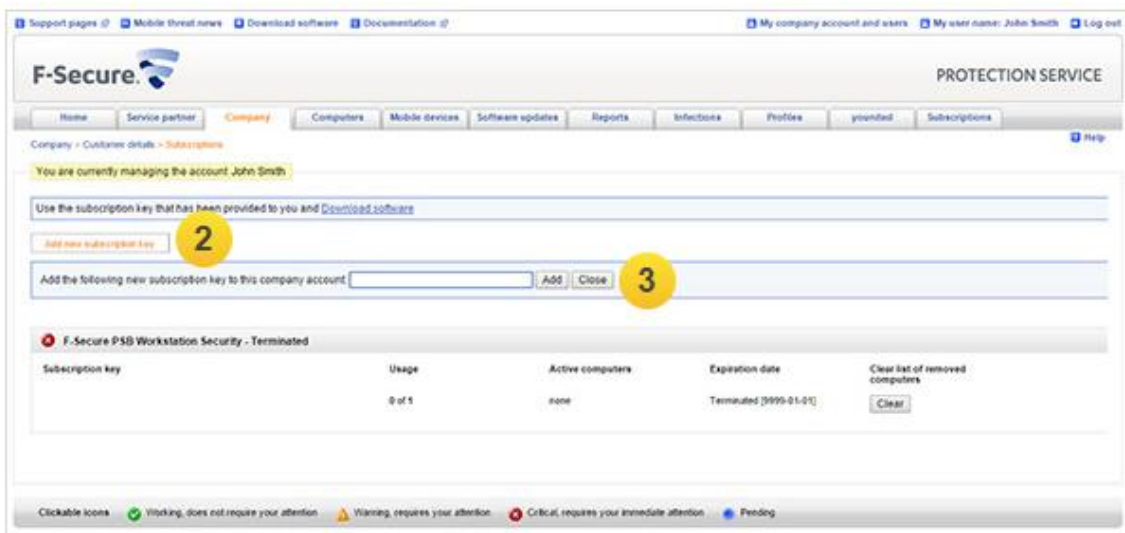 Support pages Mobile threat news Download software Documentation My company account and users My user name: John Smith Log out
F-Secure. PROTECTION SERVICE
Home Service partner Company Computers Mobile devices Software updates Reports Infections Profiles younited Subscriptions
Company > Customer details > Subscriptions Help
You are currently managing the account John Smith
Use the subscription key that has been provided to you and Download software
Add new subscription key 2
Add the following new subscription key to this company account Add Close 3
F-Secure PSB Workstation Security - Terminated
Subscription key Usage Active computers Expiration date Clear list of removed
computers
0 of 1 none Terminated [9999-01-01] Clear
Clickable icons Working, does not require your attention Warning, requires your attention Critical, requires your immediate attention Pending